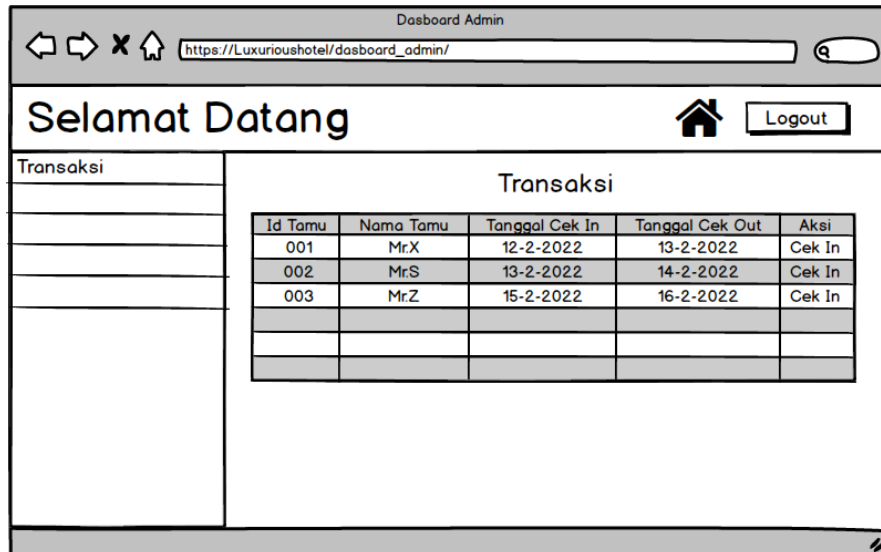 Dasboard Admin
https://Luxurioushotel/dasboard_admin/
Selamat Datang
Logout
Transaksi
Transaksi
Id Tamu Nama Tamu Tanggal Cek In Tanggal Cek Out Aksi
001 Mr.X 12-2-2022 13-2-2022 Cek In
002 Mr.S 13-2-2022 14-2-2022 Cek In
003 Mr.Z 15-2-2022 16-2-2022 Cek In